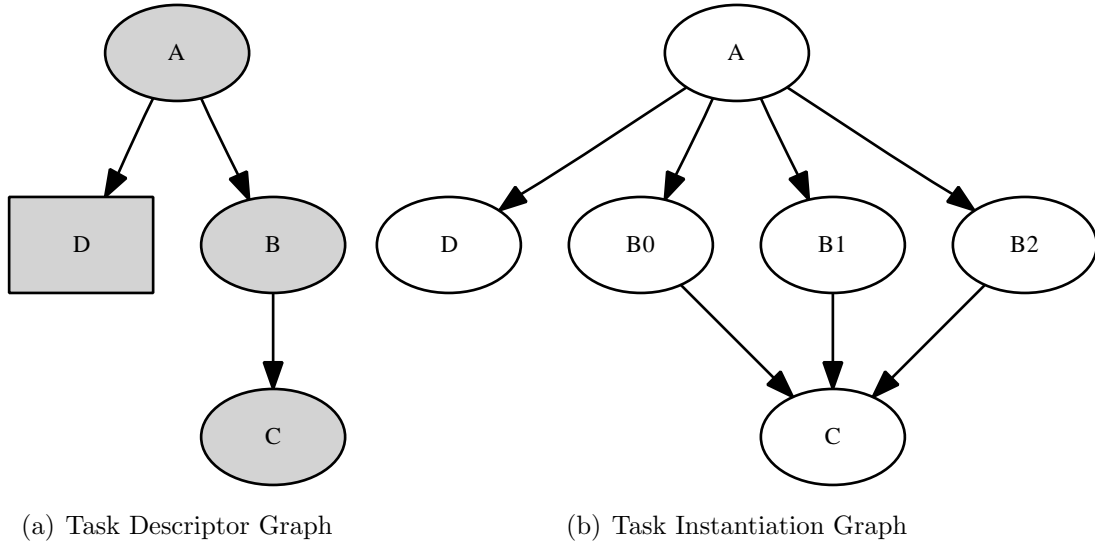 A
A
D
B
D
B0
B1
B2
C
C
(a) Task Descriptor Graph
(b) Task Instantiation Graph